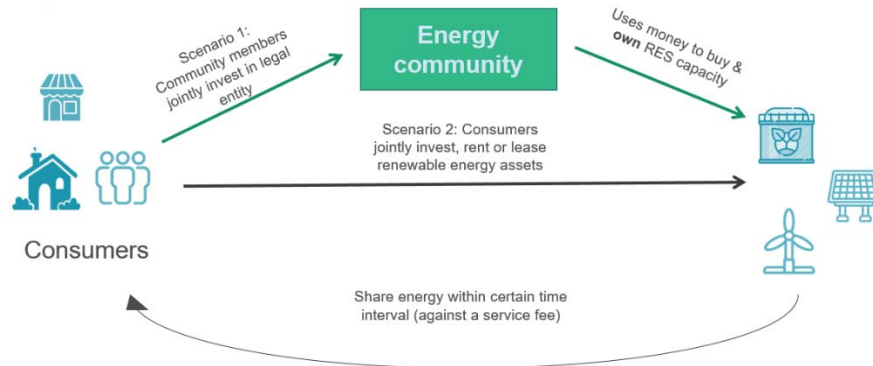 Scenario 1:
Community members
jointly invest in legal
entity
Energy
community
Uses money to buy &
own RES capacity
Scenario 2: Consumers
jointly invest, rent or lease
renewable energy assets
Consumers
Share energy within certain time
interval (against a service fee)